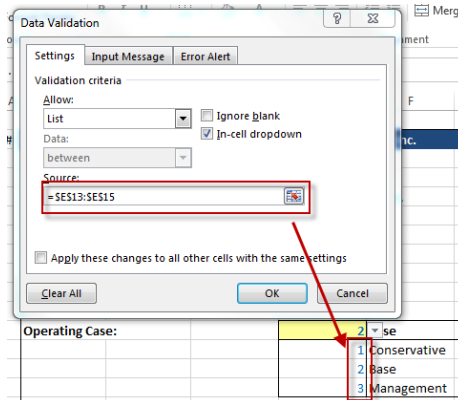 Merg
Data Validation
ment
Settings Input Message Error Alert
Validation criteria
Allow:
List
Ignore blank
Data:
In-cell dropdown
between
Source:
=$E$13:$E$15
Apply these changes to all other cells with the same settings
Clear All OK Cancel
F
#
nc.
Operating Case: 2 se
1 Conservative
2 Base
3 Management